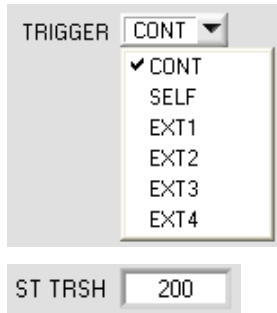 TRIGGER CONT
CONT
SELF
EXT1
EXT2
EXT3
EXT4
ST TRSH 200